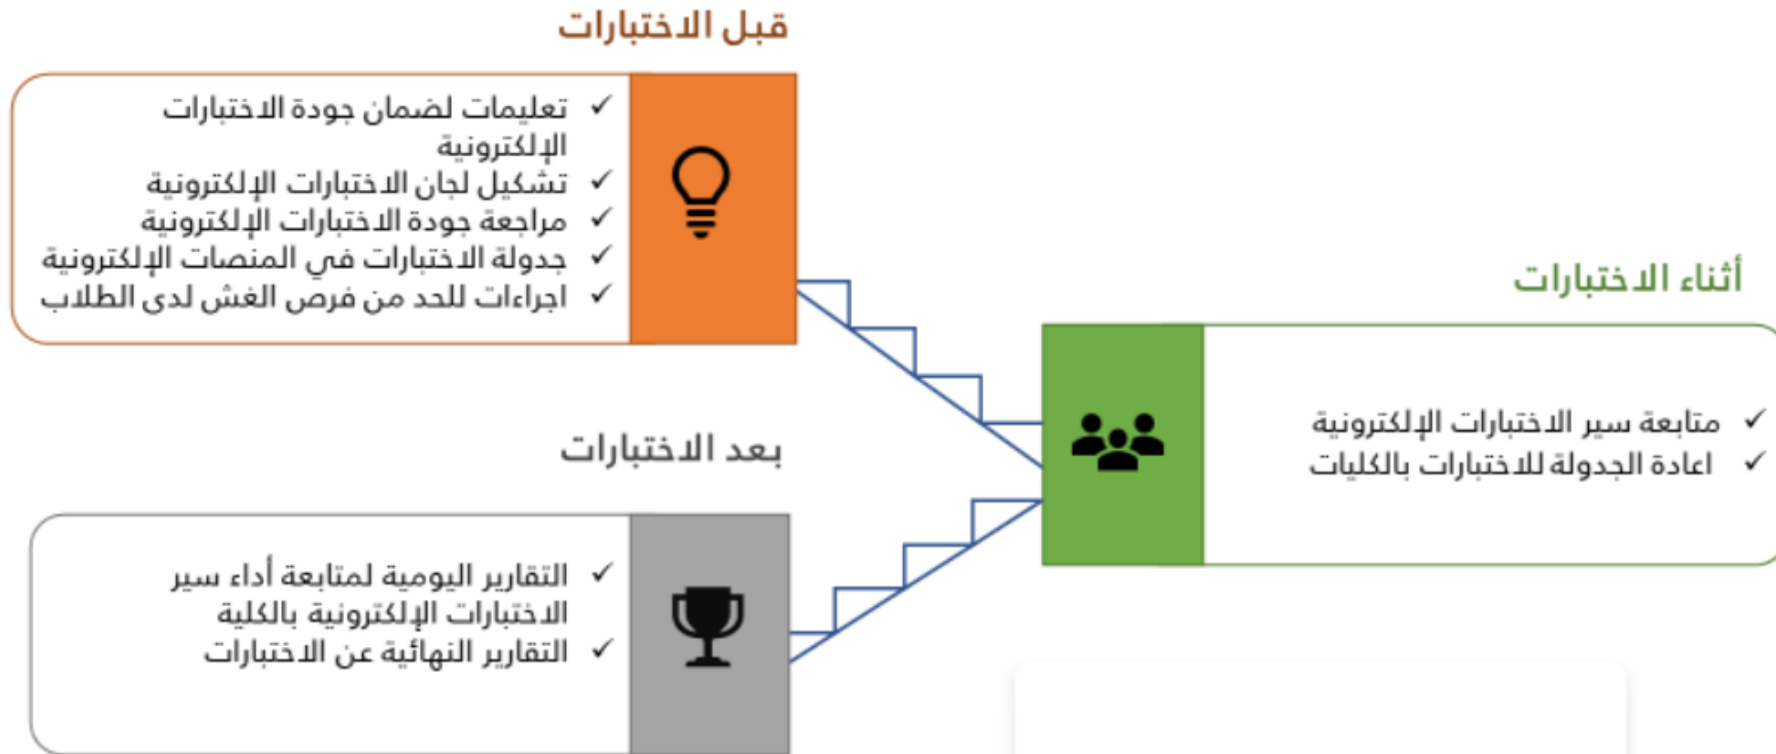 قبل الاختبارات
✓ تعليمات لضمان جودة الاختبارات
الإلكترونية
✓ تشكيل لجان الاختبارات الإلكترونية
✓ مراجعة جودة الاختبارات الإلكترونية
✓ جدولة الاختبارات في المنصات الإلكترونية
✓ اجراءات للحد من فرص الغش لدى الطلاب
أثناء الاختبارات
✓ متابعة سير الاختبارات الإلكترونية
✓ اعادة الجدولة للاختبارات بالكليات
بعد الاختبارات
✓ التقارير اليومية لمتابعة أداء سير
الاختبارات الإلكترونية بالكلية
✓ التقارير النهائية عن الاختبارات